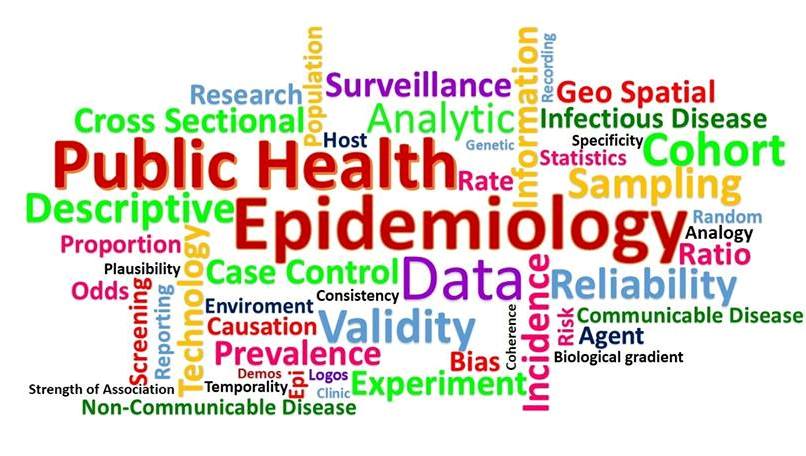 Population
Information
Recording
Surveillance
Research
Geo Spatial
Cross Sectional
Analytic
Infectious Disease
Host
Genetic
Specificity
Cohort
Public Health
Statistics
Rate
Sampling
Descriptive
Epidemiology
Random
Analogy
Proportion
Ratio
Plausibility
Case Control
Data
Reliability
Odds
Technology
Screening
Reporting
Consistency
Incidence
Enviroment
Coherence
Risk
Communicable Disease
Causation
Validity
Agent
Prevalence
Bias
Biological gradient
Demos
Epi
Logos
Strength of Association
Temporality
Clinic
Experiment
Non-Communicable Disease